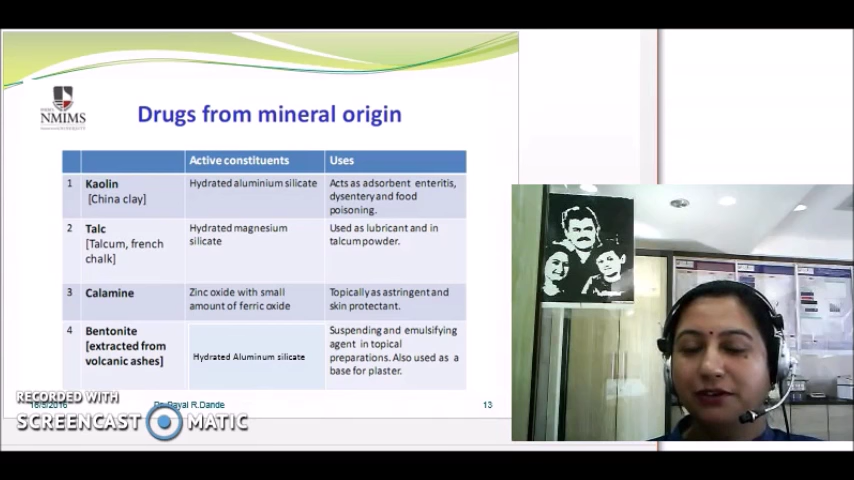 NMIMS
Drugs from mineral origin
Active constituents
Uses
1
Kaolin
[China clay]
Hydrated aluminium silicate
Acts as adsorbent enteritis,
dysentery and food
poisoning.
2
Talc
[Talcum, french
chalk]
Hydrated magnesium
silicate
Used as lubricant and in
talcum powder.
3
Calamine
Zinc oxide with small
amount of ferric oxide
Topically as astringent and
skin protectant.
4
Bentonite
[extracted from
volcanic ashes]
Hydrated Aluminum silicate
Suspending and emulsifying
agent in topical
preparations. Also used as a
base for plaster.
RECORDED WITH
SCREENCAST MATIC
R.Dande
13